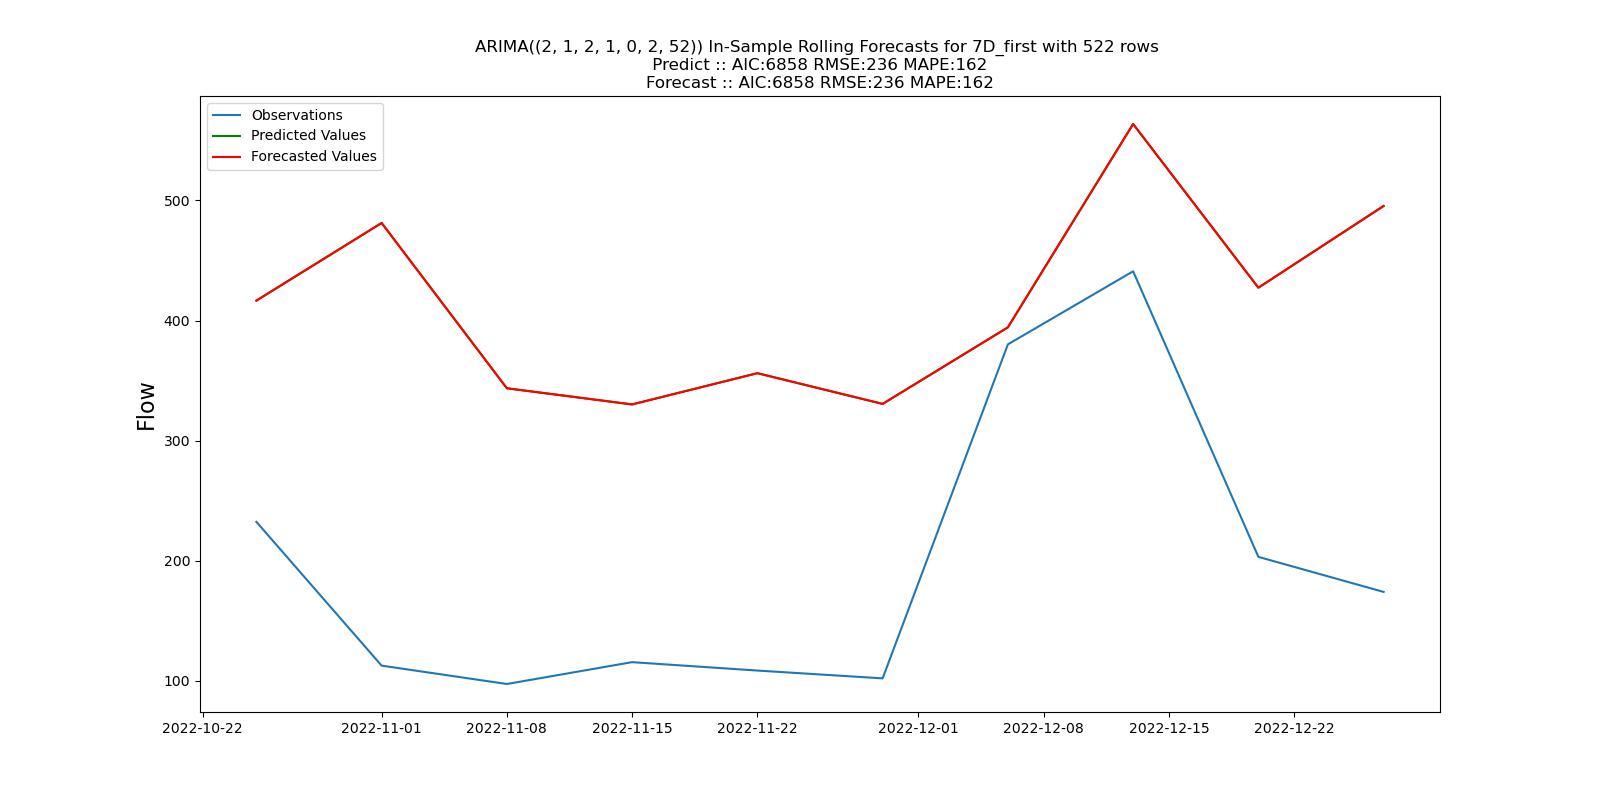 ARIMA((2, 1, 2, 1, 0, 2, 52)) In-Sample Rolling Forecasts for 7D_first with 522 rows
Predict :: AIC:6858 RMSE:236 MAPE:162
Forecast :: AIC:6858 RMSE:236 MAPE:162
Observations
Predicted Values
Forecasted Values
500
400
300
200
100
Flow
2022-10-22
2022-11-01
2022-11-08
2022-11-15
2022-11-22
2022-12-01
2022-12-08
2022-12-15
2022-12-22